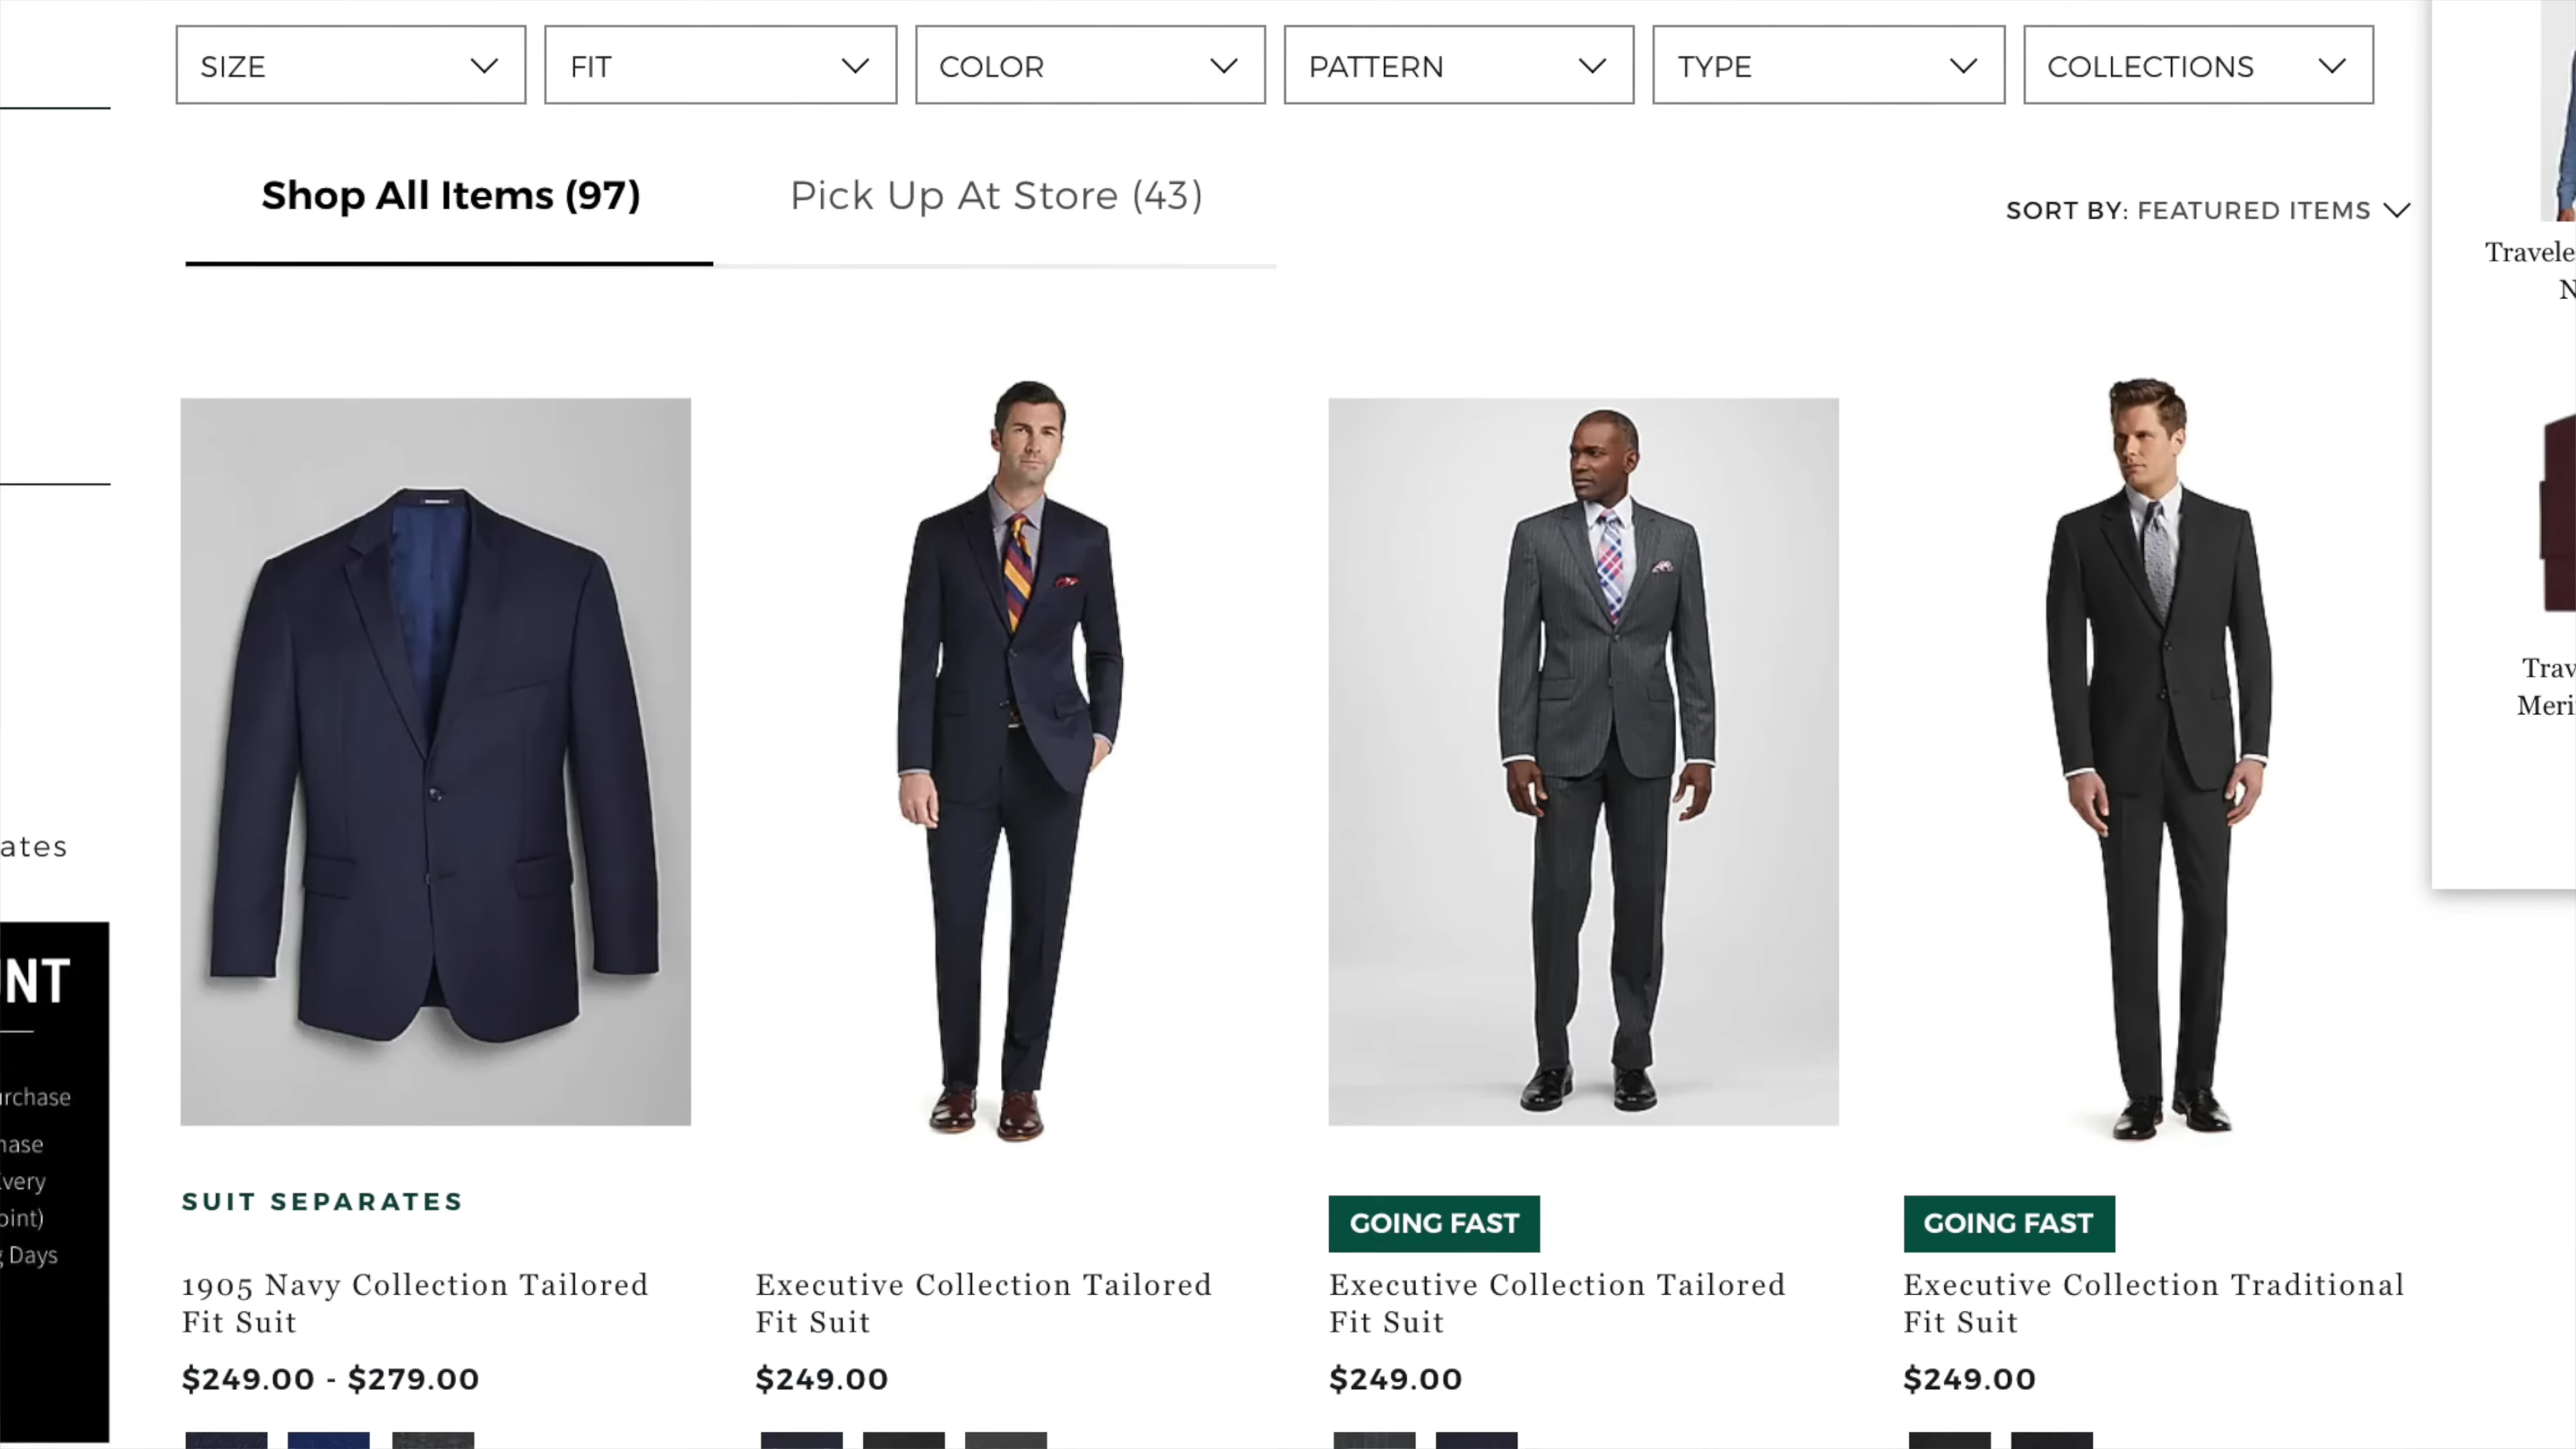 SIZE
FIT
COLOR
PATTERN
TYPE
COLLECTIONS
Shop All Items (97)
Pick Up At Store (43)
SORT BY: FEATURED ITEMS
SUIT SEPARATES
1905 Navy Collection Tailored
Fit Suit
$249.00 - $279.00
Executive Collection Tailored
Fit Suit
$249.00
GOING FAST
Executive Collection Tailored
Fit Suit
$249.00
GOING FAST
Executive Collection Traditional
Fit Suit
$249.00
ates
NT
rchase
hase
very
oint)
Days
Travele
N
Trav
Meri